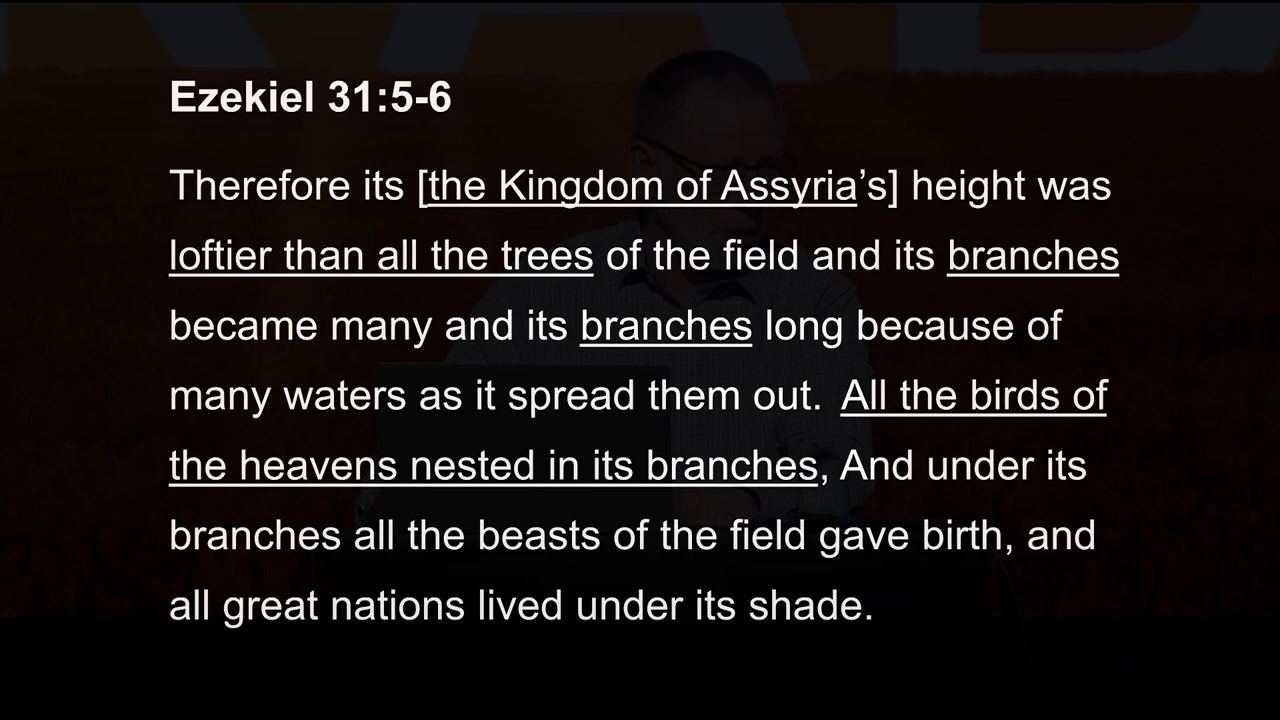 Ezekiel 31:5-6
Therefore its [the Kingdom of Assyria’s] height was
loftier than all the trees of the field and its branches
became many and its branches long because of
many waters as it spread them out. All the birds of
the heavens nested in its branches, And under its
branches all the beasts of the field gave birth, and
all great nations lived under its shade.